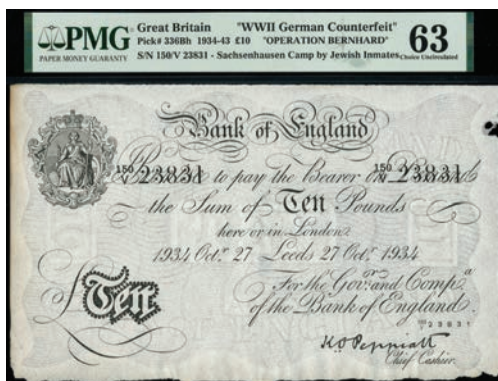 PMG
PAPER MONEY GUARANTY
Great Britain "WWII German Counterfeit"
Pick# 336Bh 1934-43 £10 "OPERATION BERNHARD"
S/N 150/V 23831 - Sachsenhausen Camp by Jewish Inmates
63
Choice Uncirculated
Bank of England
150/V 23831 to pay the Bearer on 150/V 23831
the Sum of Ten Pounds
here or in London
1934 Octr 27 Leeds 27 Octr 1934
For the Govr and Compa
of the Bank of England
£Ten
23831
K.O. Peppiatt
Chief Cashier